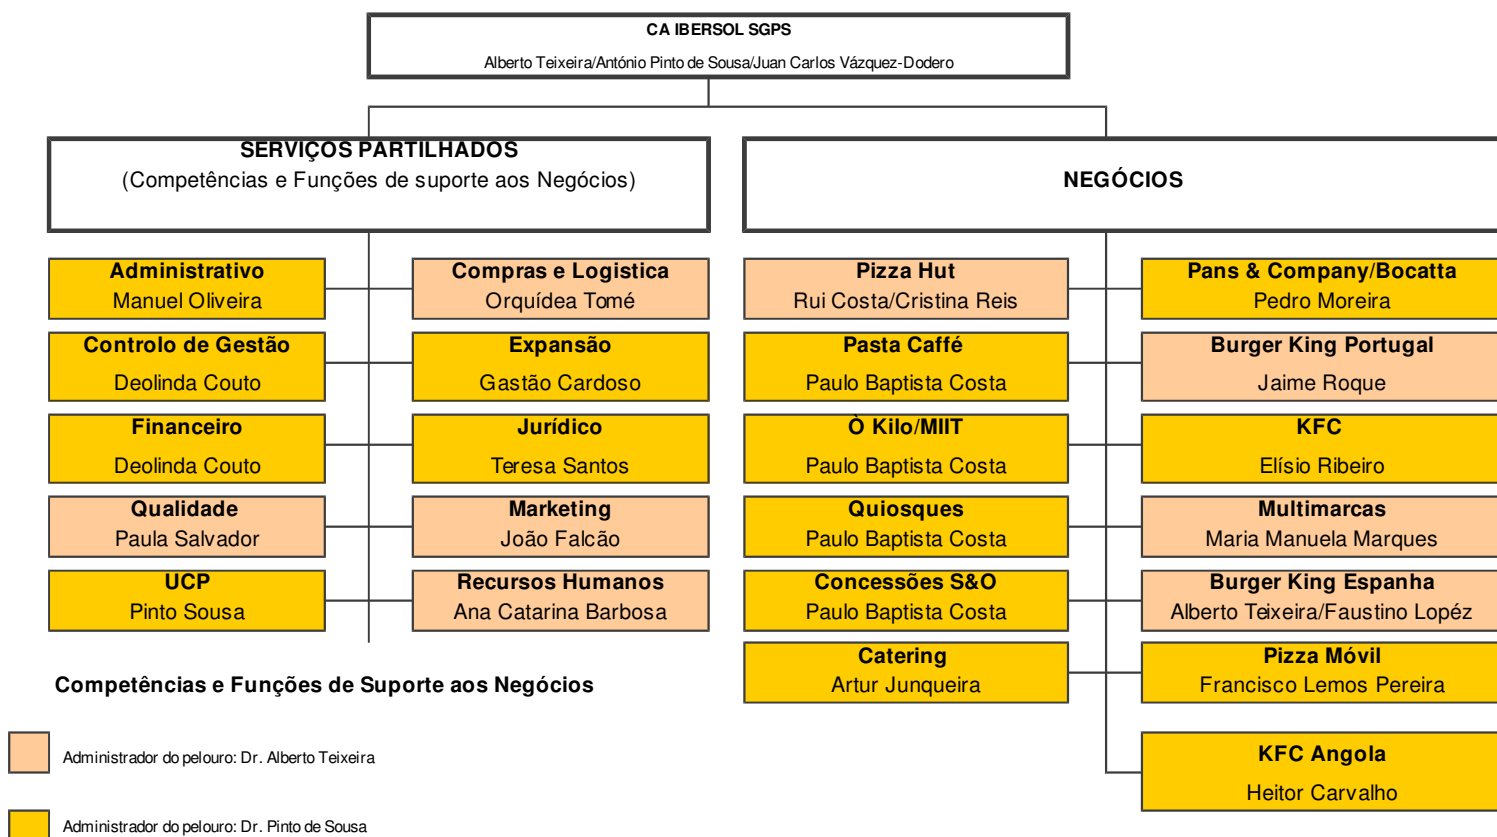 CA IBERSOL SGPS
Alberto Teixeira/António Pinto de Sousa/Juan Carlos Vázquez-Dodero
SERVIÇOS PARTILHADOS
(Competências e Funções de suporte aos Negócios)
NEGÓCIOS
Administrativo
Manuel Oliveira
Compras e Logistica
Orquídea Tomé
Pizza Hut
Rui Costa/Cristina Reis
Pans & Company/Bocatta
Pedro Moreira
Controlo de Gestão
Deolinda Couto
Expansão
Gastão Cardoso
Pasta Caffé
Paulo Baptista Costa
Burger King Portugal
Jaime Roque
Financeiro
Deolinda Couto
Jurídico
Teresa Santos
Ò Kilo/MIIT
Paulo Baptista Costa
KFC
Elísio Ribeiro
Qualidade
Paula Salvador
Marketing
João Falcão
Quiosques
Paulo Baptista Costa
Multimarcas
Maria Manuela Marques
UCP
Pinto Sousa
Recursos Humanos
Ana Catarina Barbosa
Concessões S&O
Paulo Baptista Costa
Burger King Espanha
Alberto Teixeira/Faustino Lopéz
Catering
Artur Junqueira
Pizza Móvil
Francisco Lemos Pereira
Competências e Funções de Suporte aos Negócios
KFC Angola
Heitor Carvalho
Administrador do pelouro: Dr. Alberto Teixeira
Administrador do pelouro: Dr. Pinto de Sousa